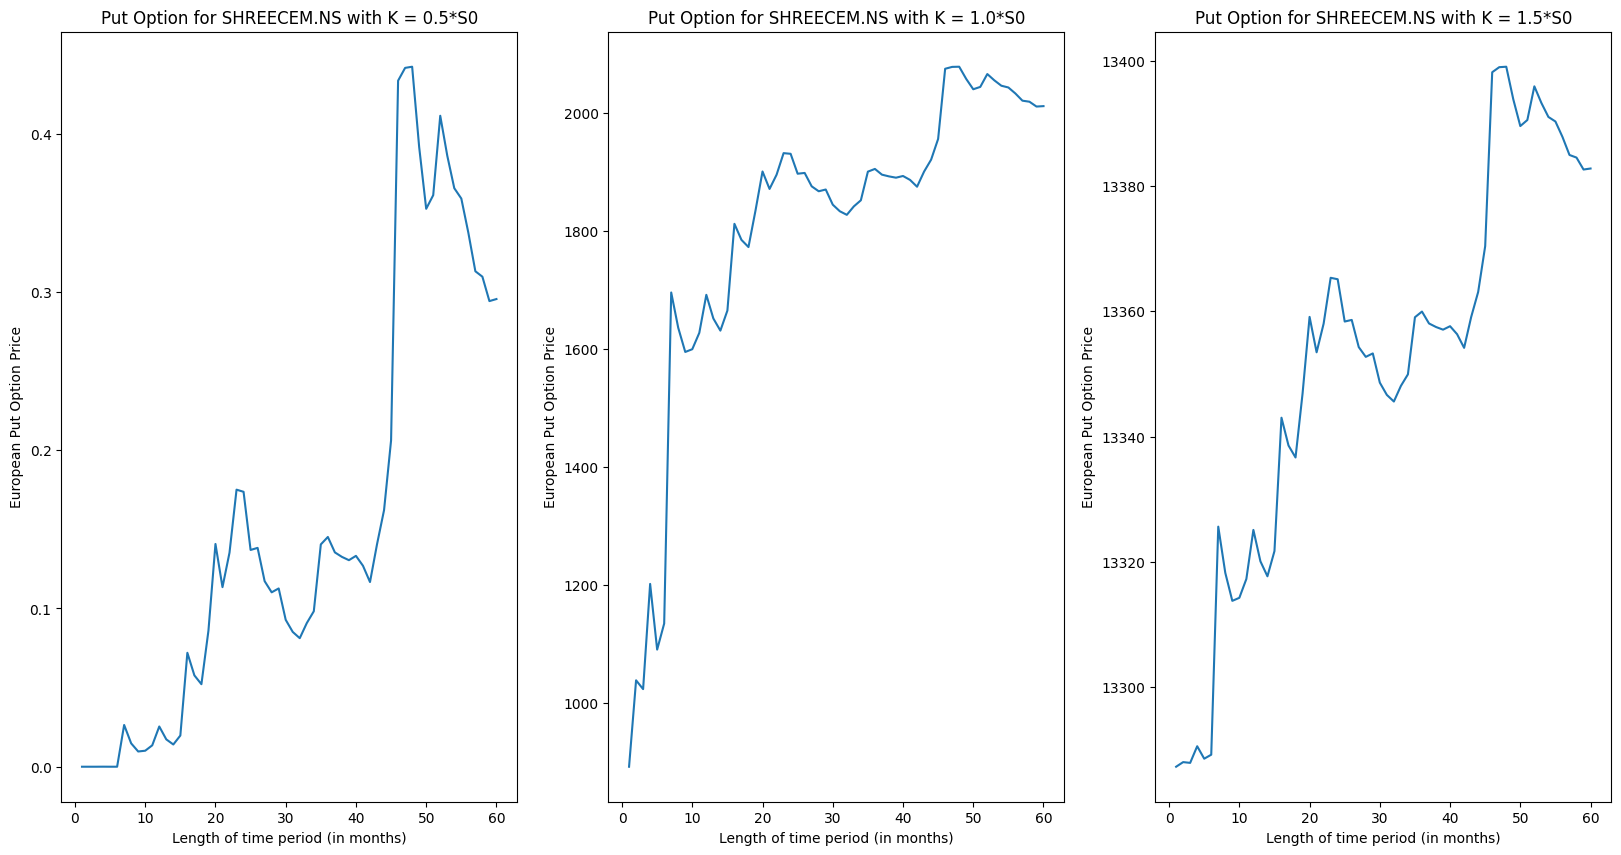 Put Option for SHREECEM.NS with K = 0.5*S0
European Put Option Price
0.4
0.3
0.2
0.1
0.0
0 10 20 30 40 50 60
Length of time period (in months)
Put Option for SHREECEM.NS with K = 1.0*S0
European Put Option Price
2000
1800
1600
1400
1200
1000
0 10 20 30 40 50 60
Length of time period (in months)
Put Option for SHREECEM.NS with K = 1.5*S0
European Put Option Price
13400
13380
13360
13340
13320
13300
0 10 20 30 40 50 60
Length of time period (in months)